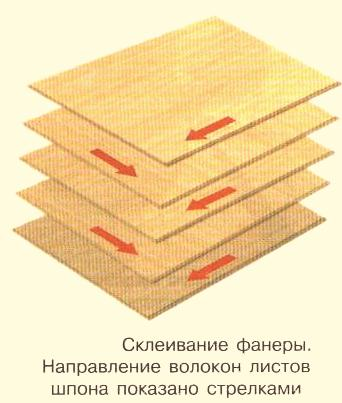 Склеивание фанеры.
Направление волокон листов
шпона показано стрелками